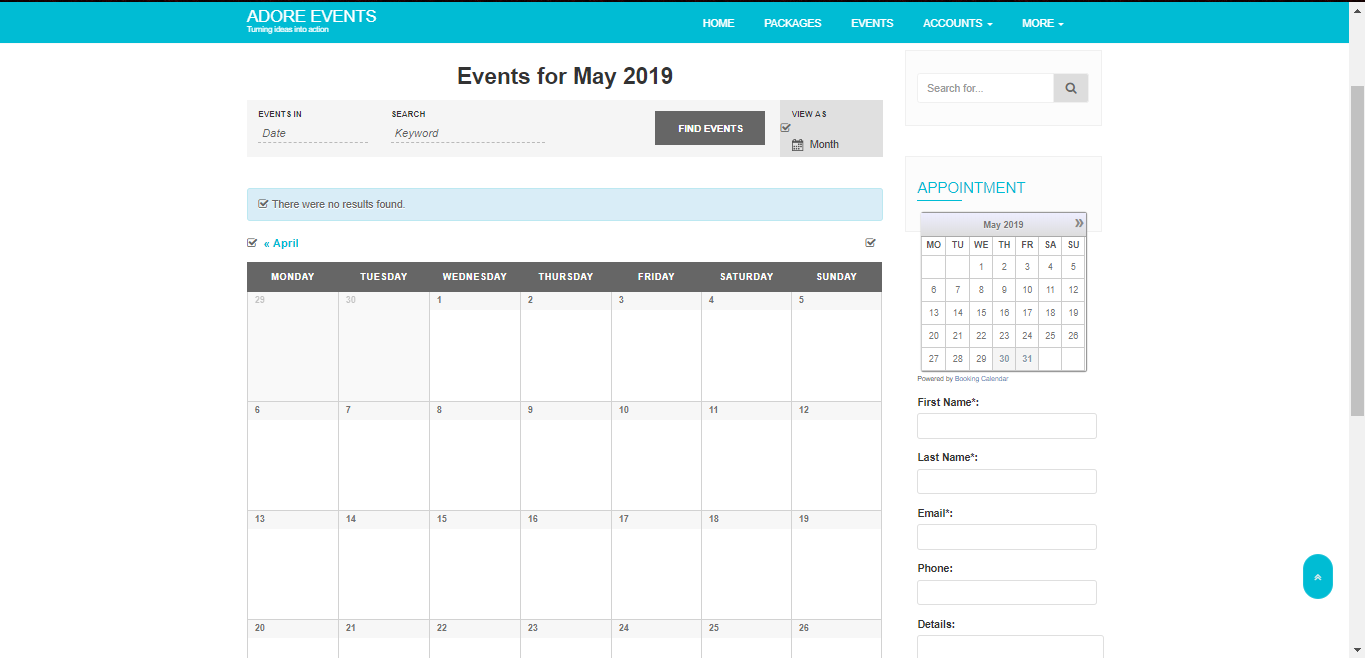 ADORE EVENTS
Turning ideas into action
HOME PACKAGES EVENTS ACCOUNTS MORE
Events for May 2019
EVENTS IN
Date
SEARCH
Keyword
FIND EVENTS
VIEW AS
Month
There were no results found.
« April
MONDAY TUESDAY WEDNESDAY THURSDAY FRIDAY SATURDAY SUNDAY
29 30 1 2 3 4 5
6 7 8 9 10 11 12
13 14 15 16 17 18 19
20 21 22 23 24 25 26
Search for...
APPOINTMENT
May 2019 »
MO TU WE TH FR SA SU
1 2 3 4 5
6 7 8 9 10 11 12
13 14 15 16 17 18 19
20 21 22 23 24 25 26
27 28 29 30 31
Powered by Booking Calendar
First Name*:
Last Name*:
Email*:
Phone:
Details: